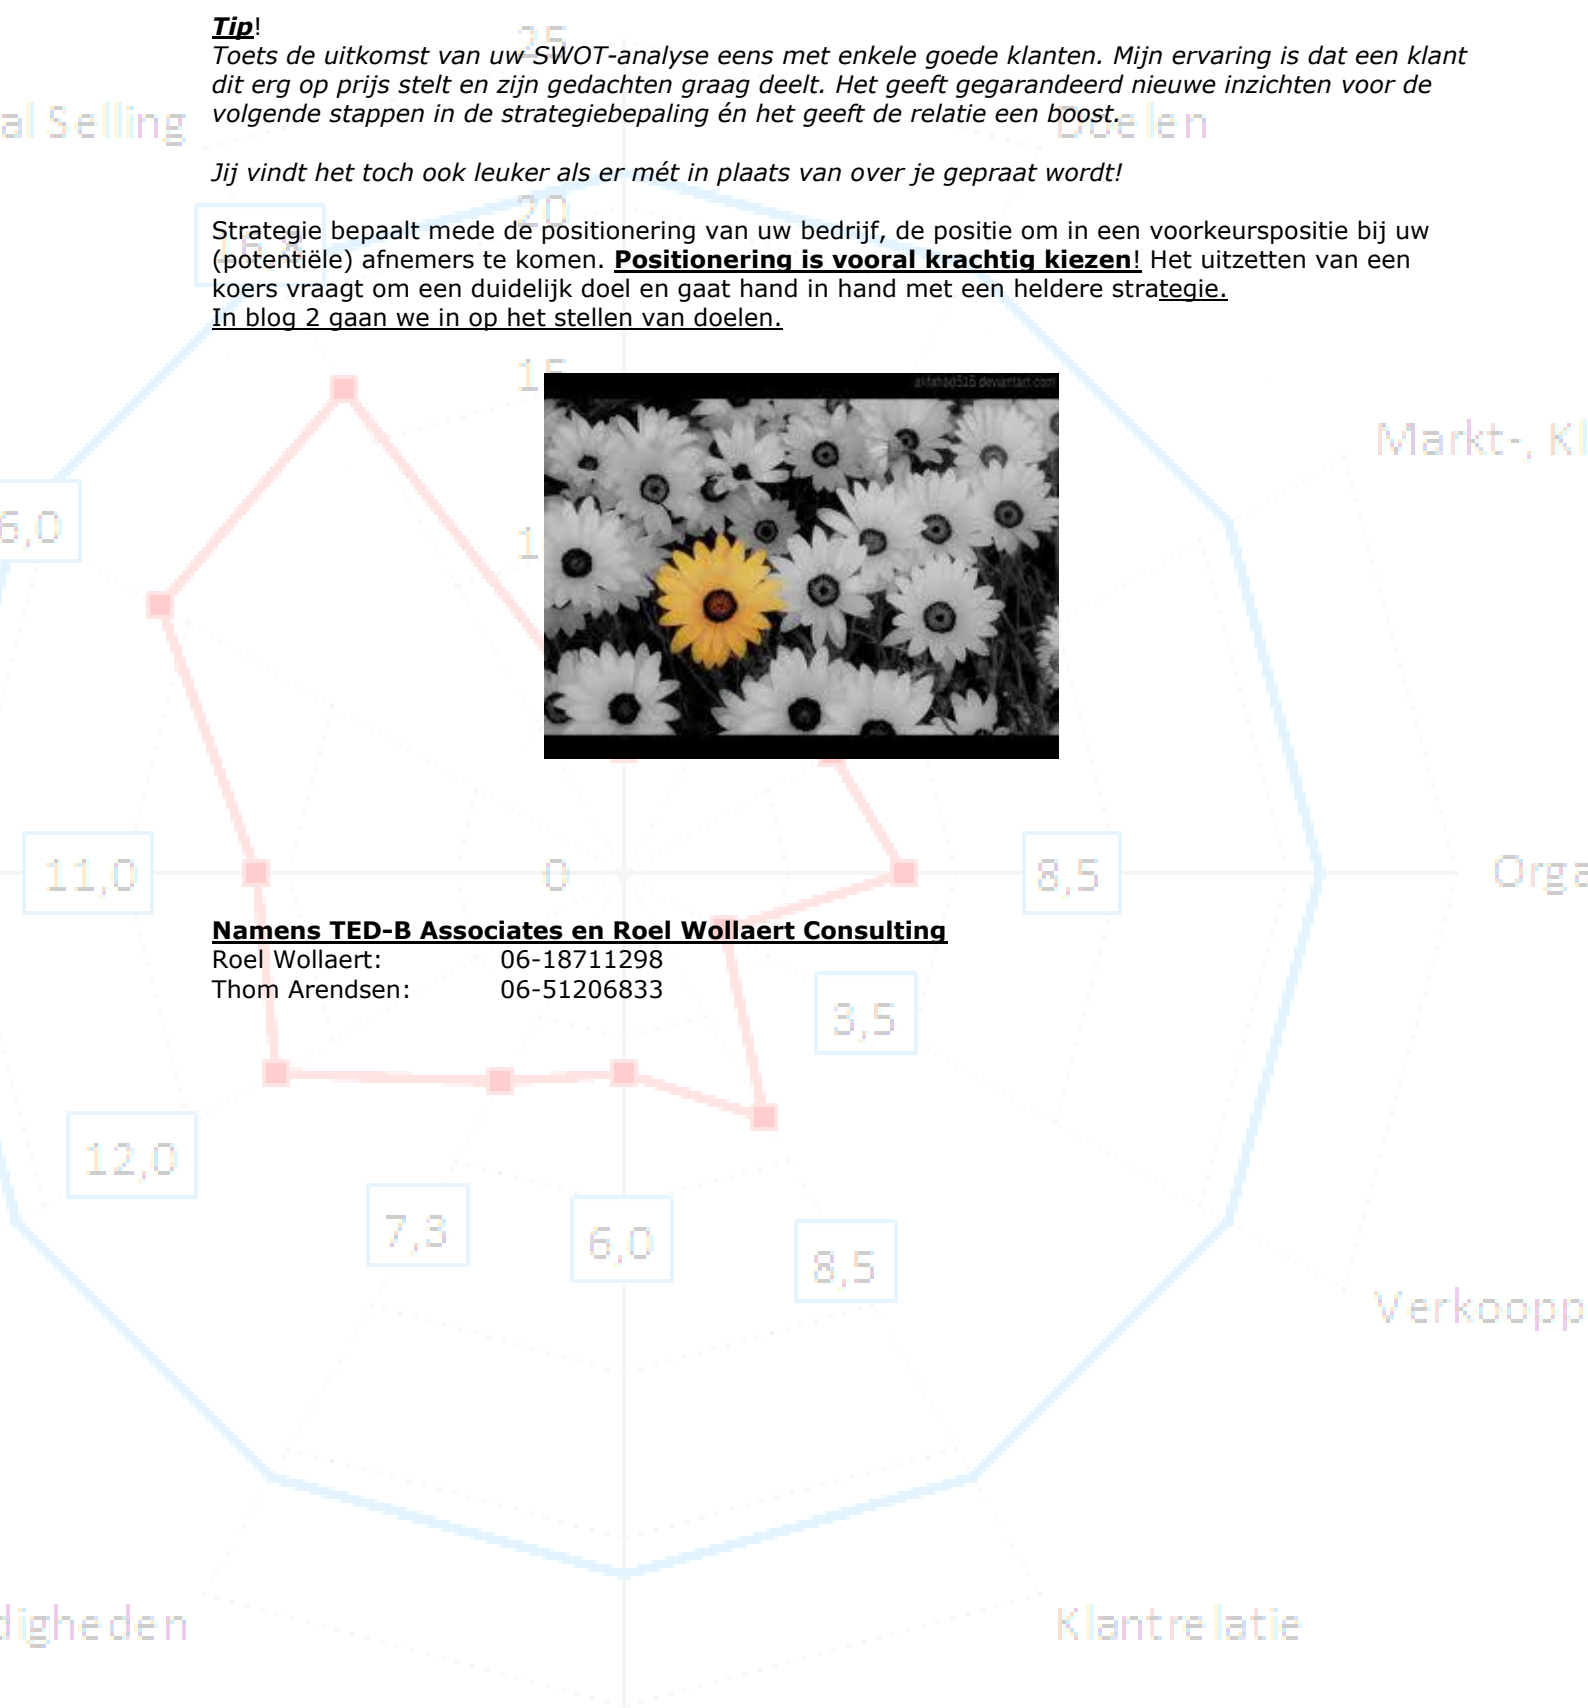 Tip!
Toets de uitkomst van uw SWOT-analyse eens met enkele goede klanten. Mijn ervaring is dat een klant
dit erg op prijs stelt en zijn gedachten graag deelt. Het geeft gegarandeerd nieuwe inzichten voor de
volgende stappen in de strategiebepaling én het geeft de relatie een boost.
Jij vindt het toch ook leuker als er mét in plaats van over je gepraat wordt!
Strategie bepaalt mede de positionering van uw bedrijf, de positie om in een voorkeurspositie bij uw
(potentiële) afnemers te komen. Positionering is vooral krachtig kiezen! Het uitzetten van een
koers vraagt om een duidelijk doel en gaat hand in hand met een heldere strategie.
In blog 2 gaan we in op het stellen van doelen.
Namens TED-B Associates en Roel Wollaert Consulting
Roel Wollaert: 06-18711298
Thom Arendsen: 06-51206833
25
al Selling
Doelen
20
15
Markt-, Kl
6,0
1
11,0
0
8,5
Orga
3,5
12,0
7,3
6,0
8,5
Verkoopp
digheden
Klantrelatie